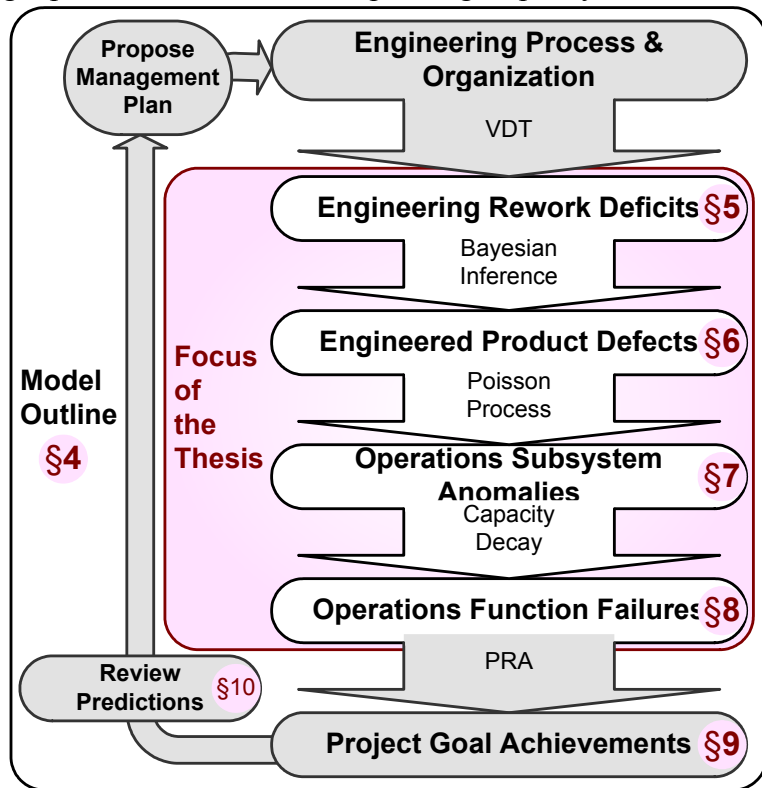 Propose
Management
Plan
Engineering Process &
Organization
VDT
Engineering Rework Deficits §5
Bayesian
Inference
Engineered Product Defects §6
Poisson
Process
Focus
of
the
Thesis
Model
Outline
§4
Operations Subsystem
Anomalies
§7
Capacity
Decay
Operations Function Failures §8
PRA
Review
Predictions
§10
Project Goal Achievements §9